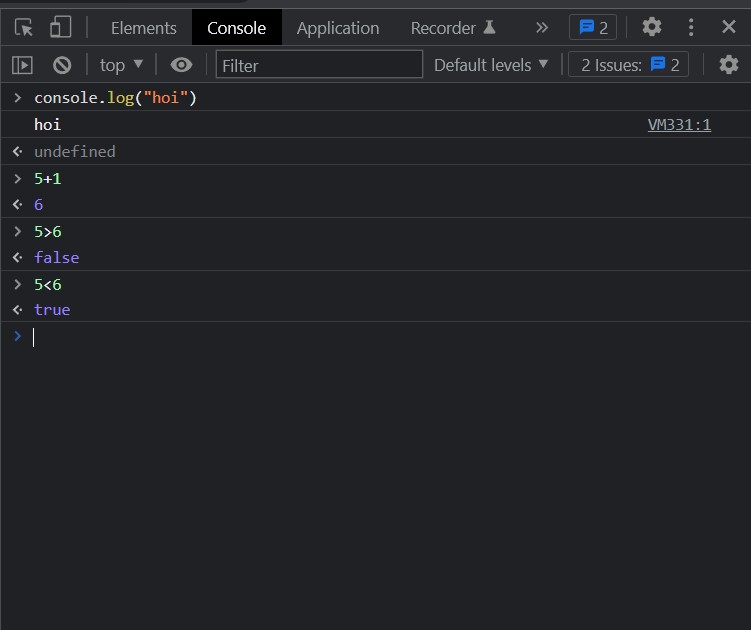 Elements Console Application Recorder 2
top Filter Default levels 2 Issues: 2
console.log("hoi")
hoi VM331:1
undefined
5+1
6
5>6
false
5<6
true